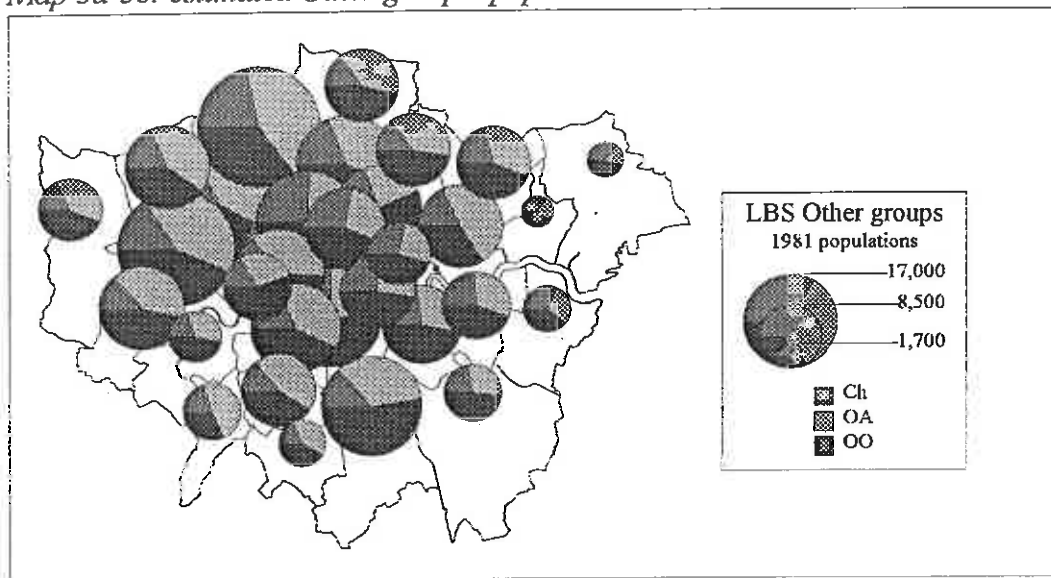 LBS Other groups
1981 populations
17,000
8,500
1,700
Ch
OA
OO